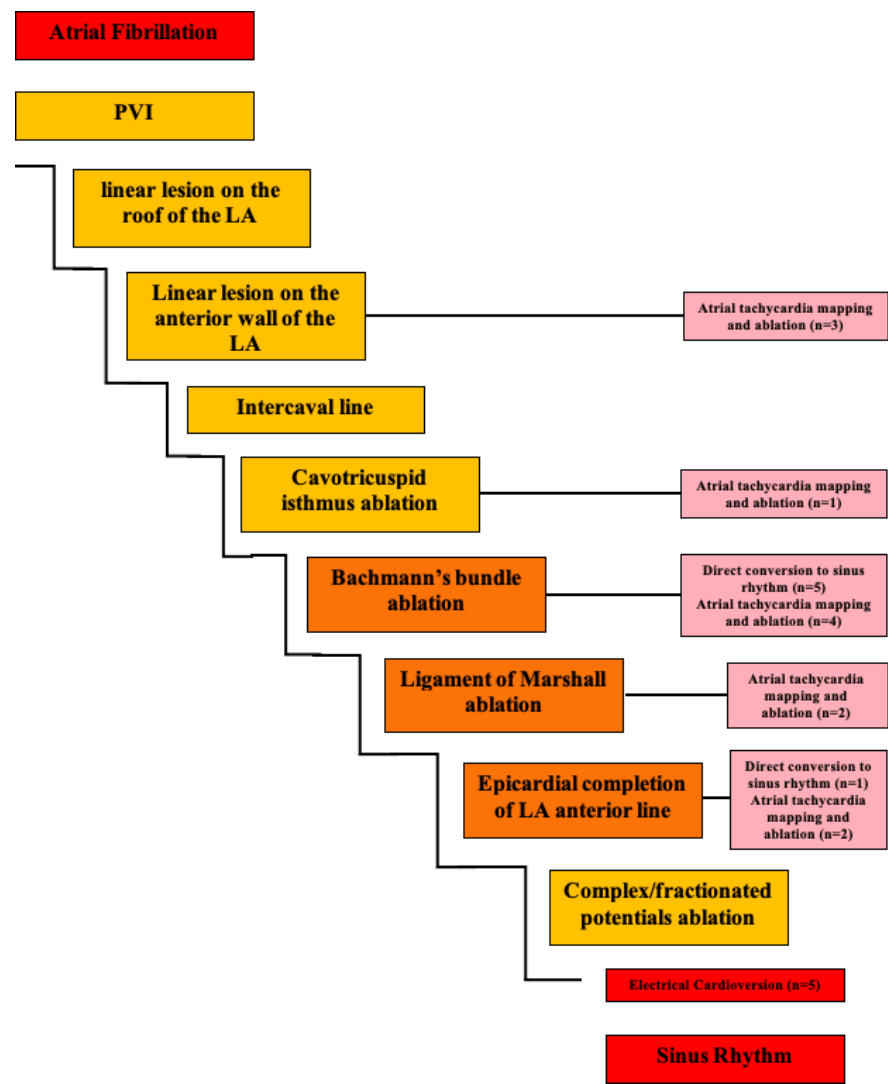 Atrial Fibrillation
PVI
linear lesion on the
roof of the LA
Linear lesion on the
anterior wall of the
LA
Atrial tachycardia mapping
and ablation (n=3)
Intercaval line
Cavotricuspid
isthmus ablation
Atrial tachycardia mapping
and ablation (n=1)
Bachmann's bundle
ablation
Direct conversion to sinus
rhythm (n=5)
Atrial tachycardia mapping
and ablation (n=4)
Ligament of Marshall
ablation
Atrial tachycardia
mapping and
ablation (n=2)
Epicardial completion
of LA anterior line
Direct conversion to
sinus rhythm (n=1)
Atrial tachycardia
mapping and
ablation (n=2)
Complex/fractionated
potentials ablation
Electrical Cardioversion (n=5)
Sinus Rhythm